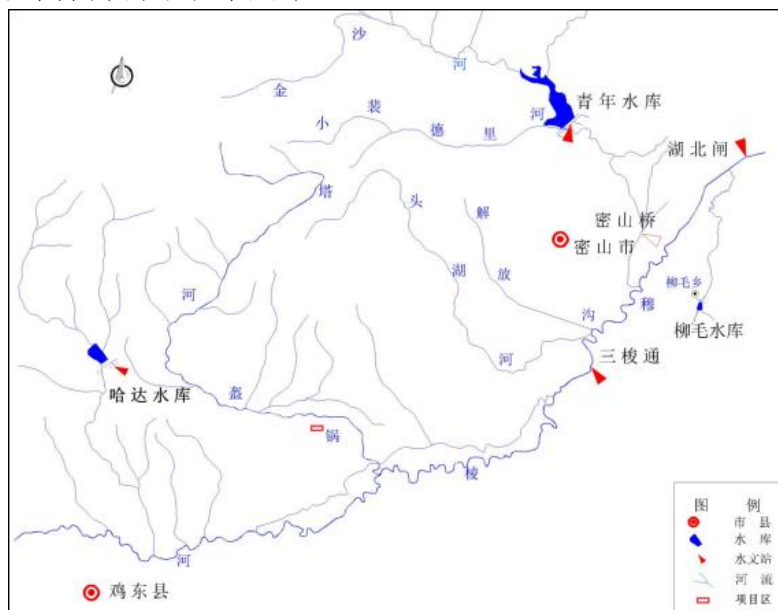 沙
金 河
裴
小 德 里 河
青年水库
湖北闸
塔
头
解
密山桥
密山市
湖 放
柳毛乡
河 沟 穆
柳毛水库
河
三梭通
哈达水库
盔
锅
梭
河
鸡东县
图 例
市 县
水 库
水文站
河 流
项目区